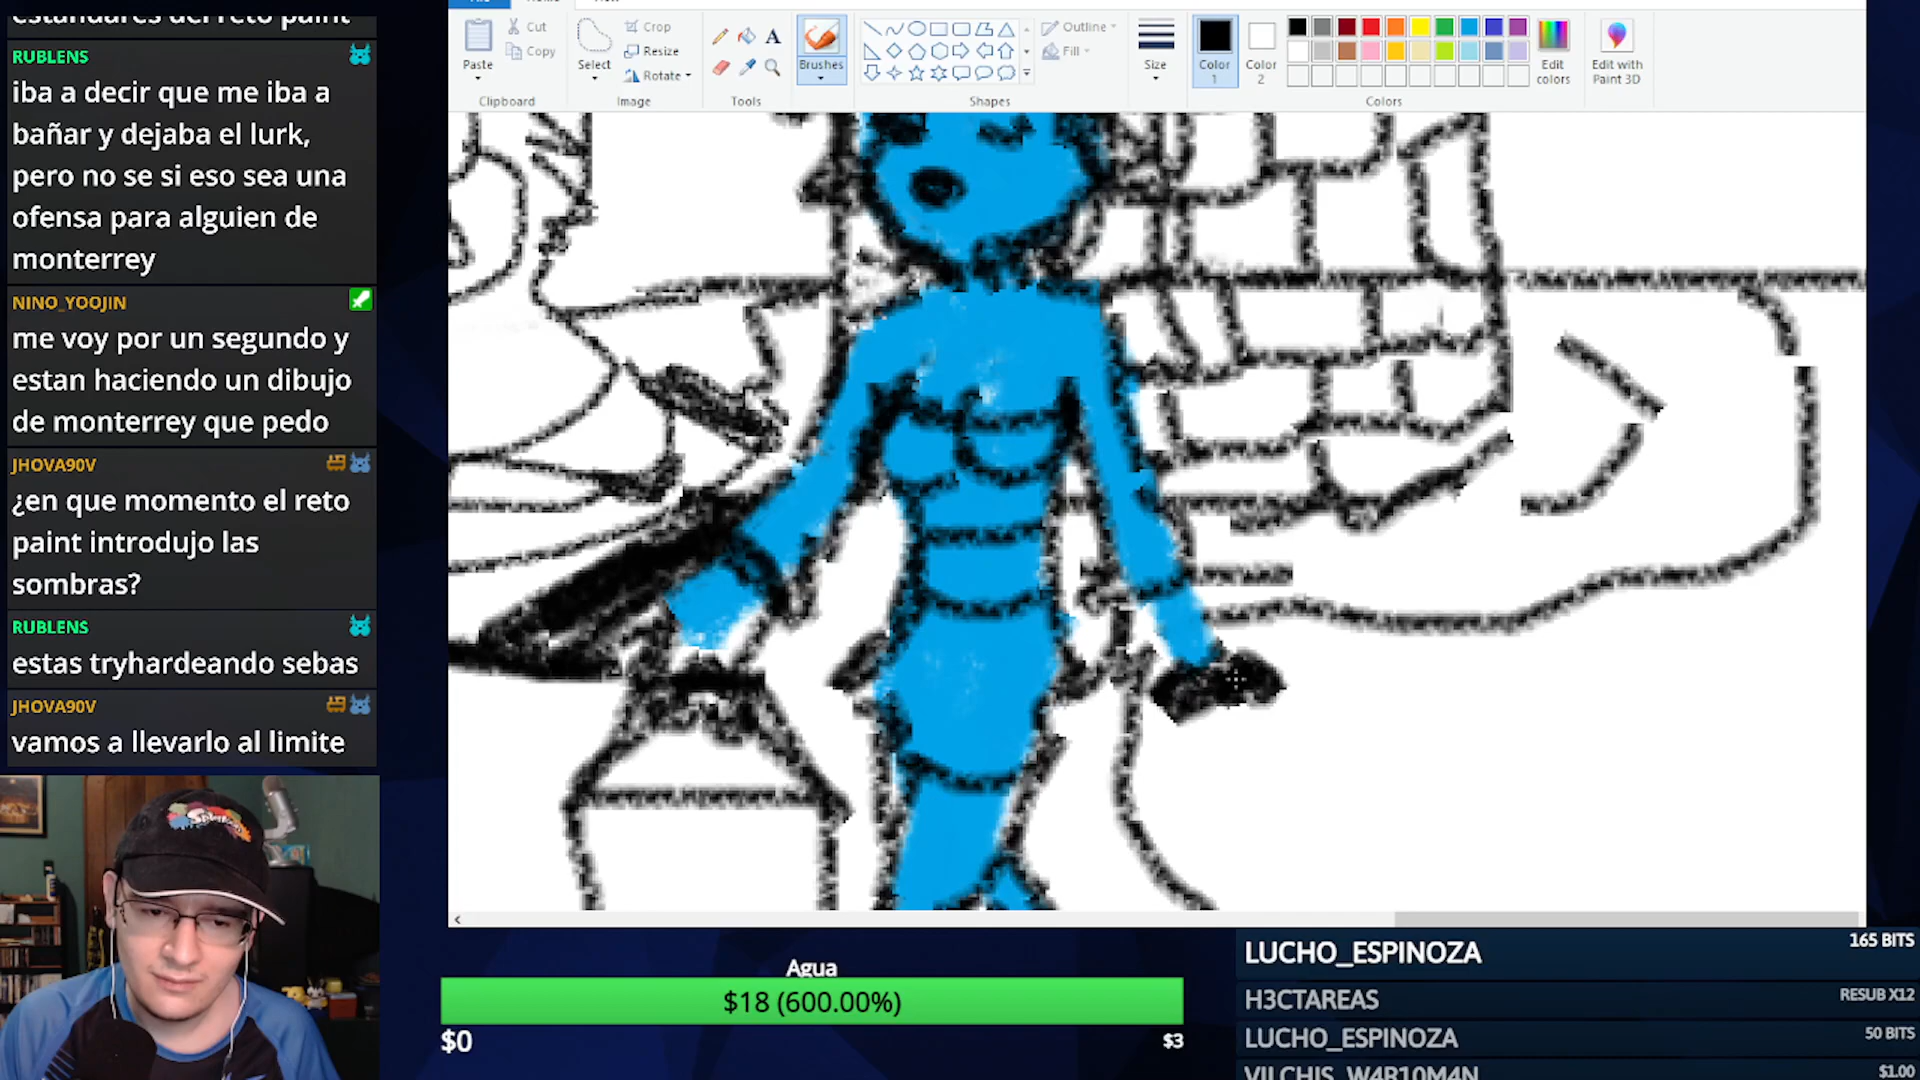 estandares del reto paint
RUBLENS
iba a decir que me iba a
bañar y dejaba el lurk,
pero no se si eso sea una
ofensa para alguien de
monterrey
NINO_YOOJIN
me voy por un segundo y
estan haciendo un dibujo
de monterrey que pedo
JHOVA90V
¿en que momento el reto
paint introdujo las
sombras?
RUBLENS
estas tryhardeando sebas
JHOVA90V
vamos a llevarlo al limite
Paste
Cut
Copy
Clipboard
Select
Crop
Resize
Rotate
Image
A
Tools
Brushes
Outline
Fill
Shapes
Size
Color
1
Color
2
Edit
colors
Edit with
Paint 3D
Colors
Agua
$18 (600.00%)
$0
$3
LUCHO_ESPINOZA
165 BITS
H3CTAREAS
RESUB X12
LUCHO_ESPINOZA
50 BITS
VILCHIS_W4R10M4N
$1.00